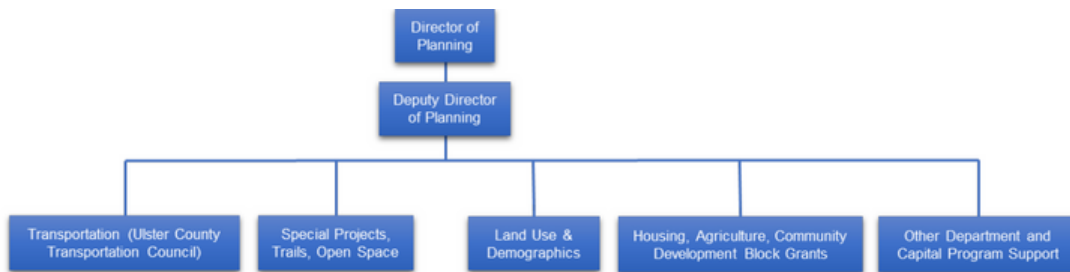 Director of
Planning
Deputy Director
of Planning
Transportation (Ulster County
Transportation Council)
Special Projects,
Trails, Open Space
Land Use &
Demographics
Housing, Agriculture, Community
Development Block Grants
Other Department and
Capital Program Support